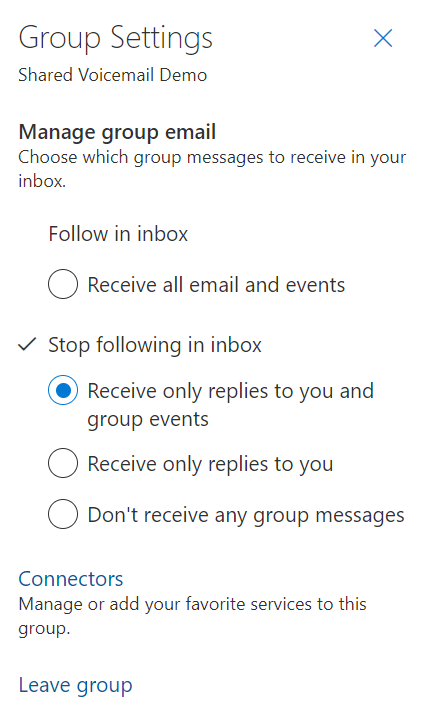 Group Settings
Shared Voicemail Demo
Manage group email
Choose which group messages to receive in your
inbox.
Follow in inbox
Receive all email and events
Stop following in inbox
Receive only replies to you and
group events
Receive only replies to you
Don't receive any group messages
Connectors
Manage or add your favorite services to this
group.
Leave group